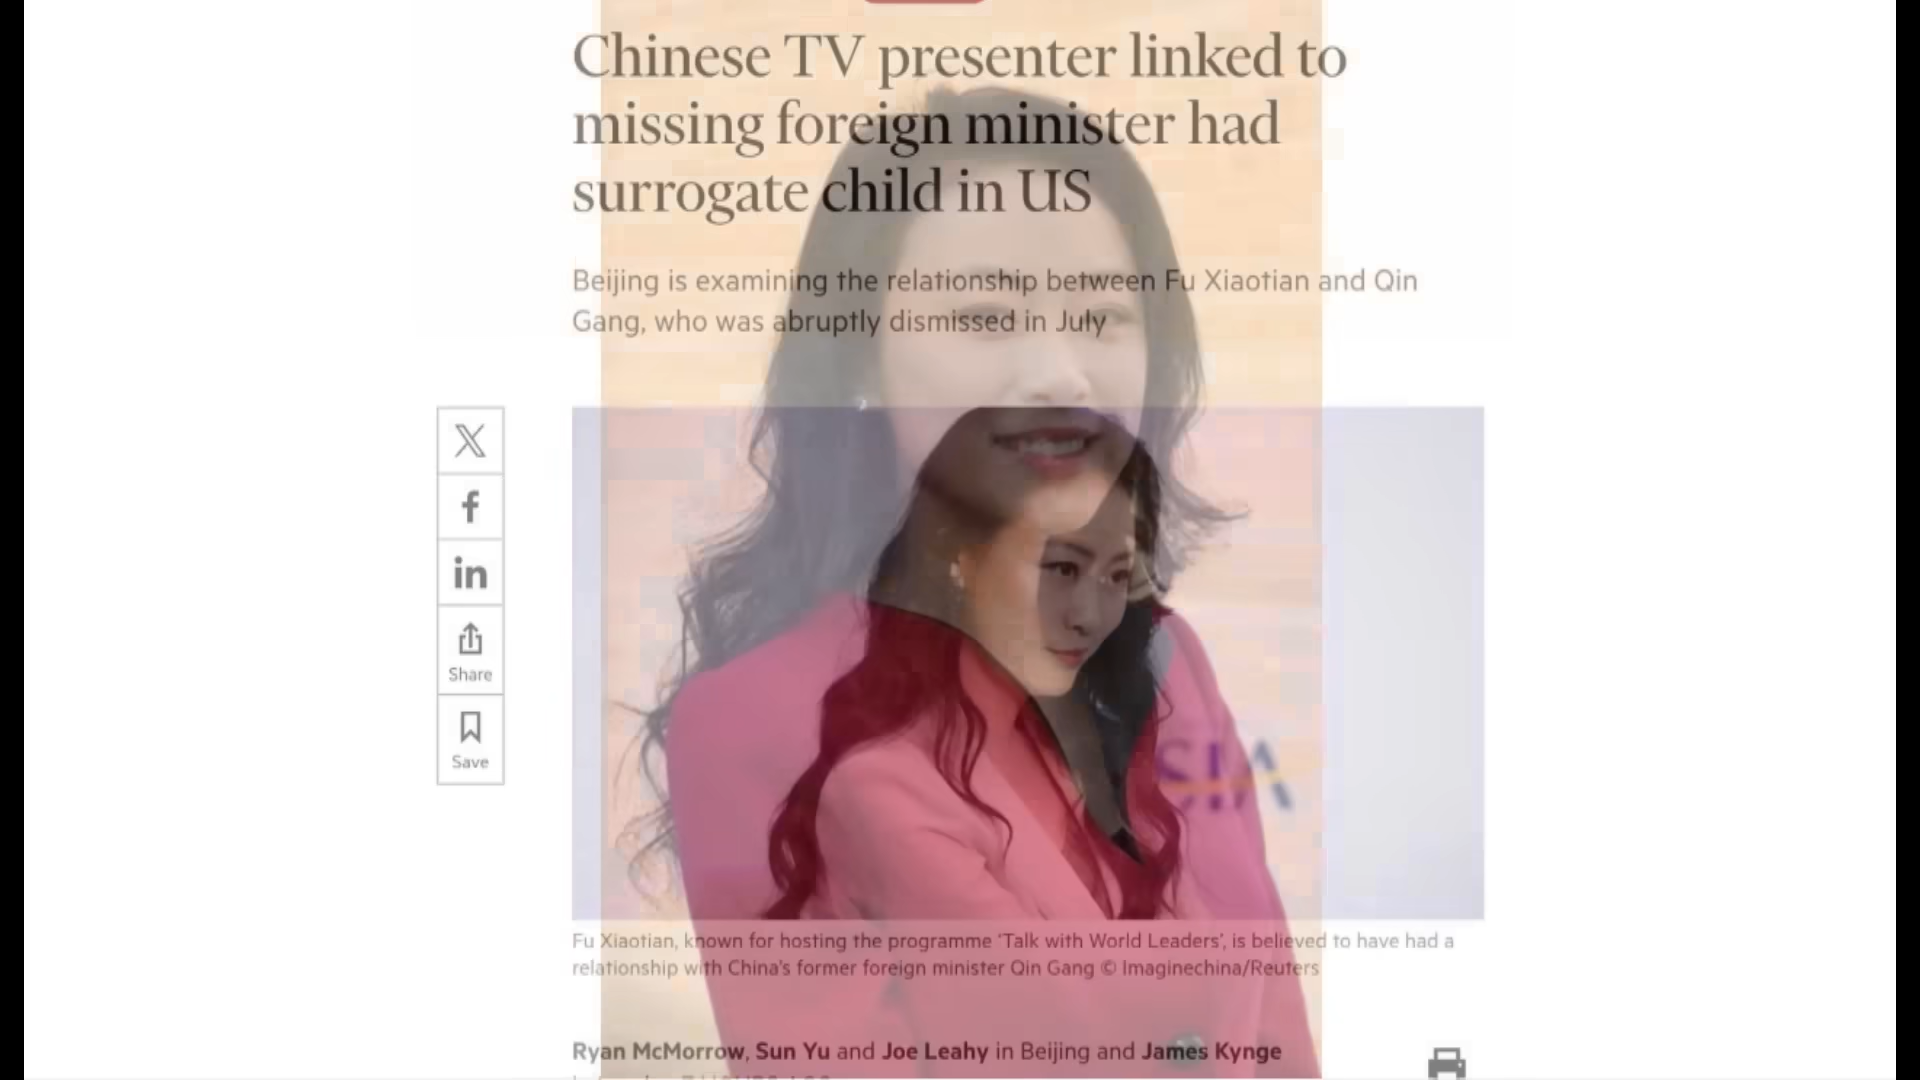 Chinese TV presenter linked to
missing foreign minister had
surrogate child in US
Beijing is examining the relationship between Fu Xiaotian and Qin
Gang, who was abruptly dismissed in July
X
f
in
Share
Save
SIA
Fu Xiaotian, known for hosting the programme ‘Talk with World Leaders’, is believed to have had a
relationship with China’s former foreign minister Qin Gang © Imaginechina/Reuters
Ryan McMorrow, Sun Yu and Joe Leahy in Beijing and James Kynge